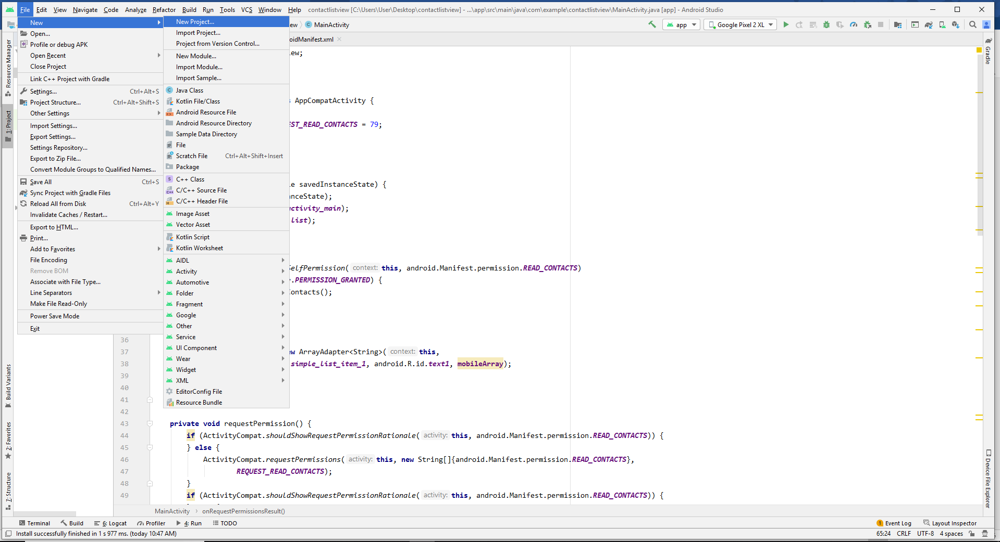 File Edit View Navigate Code Analyze Refactor Build Run Tools VCS Window Help contactlistview [C:\Users\User\Desktop\contactlistview] - ...\app\src\main\java\com\example\contactlistview\MainActivity.java [app] - Android Studio
ew MainActivity
app Google Pixel 2 XL
oidManifest.xml
New
Open...
Profile or debug APK
Open Recent
Close Project
Link C++ Project with Gradle
Settings... Ctrl+Alt+S
Project Structure... Ctrl+Alt+Shift+S
Other Settings
Import Settings...
Export Settings...
Settings Repository...
Export to Zip File...
Convert Module Groups to Qualified Names...
Save All Ctrl+S
Sync Project with Gradle Files
Reload All from Disk Ctrl+Alt+Y
Invalidate Caches / Restart...
Export to HTML...
Print...
Add to Favorites
File Encoding
Remove BOM
Associate with File Type...
Line Separators
Make File Read-Only
Power Save Mode
Exit
New Project...
Import Project...
Project from Version Control...
New Module...
Import Module...
Import Sample...
Java Class
Kotlin File/Class
Android Resource File
Android Resource Directory
Sample Data Directory
File
Scratch File Ctrl+Alt+Shift+Insert
Package
C++ Class
C/C++ Source File
C/C++ Header File
Image Asset
Vector Asset
Kotlin Script
Kotlin Worksheet
AIDL
Activity
Automotive
Folder
Fragment
Google
Other
Service
UI Component
Wear
Widget
XML
EditorConfig File
Resource Bundle
Resource Manager
1: Project
Build Variants
2: Favorites
7: Structure
ew;
s AppCompatActivity {
EST_READ_CONTACTS = 79;
le savedInstanceState) {
anceState);
activity_main);
list);
SelfPermission( context: this, android.Manifest.permission.READ_CONTACTS)
r.PERMISSION_GRANTED) {
Contacts();
36
37 ew ArrayAdapter<String>( context: this,
38 simple_list_item_1, android.R.id.text1, mobileArray);
39
40
41
42
43 private void requestPermission() {
44 if (ActivityCompat.shouldShowRequestPermissionRationale( activity: this, android.Manifest.permission.READ_CONTACTS)) {
45 } else {
46 ActivityCompat.requestPermissions( activity: this, new String[]{android.Manifest.permission.READ_CONTACTS},
47 REQUEST_READ_CONTACTS);
48 }
49 if (ActivityCompat.shouldShowRequestPermissionRationale( activity: this, android.Manifest.permission.READ_CONTACTS)) {
Gradle
Device File Explorer
MainActivity onRequestPermissionsResult()
Terminal Build 6: Logcat Profiler 4: Run TODO 1 Event Log Layout Inspector
Install successfully finished in 1 s 977 ms. (today 10:47 AM) 65:24 CRLF UTF-8 4 spaces